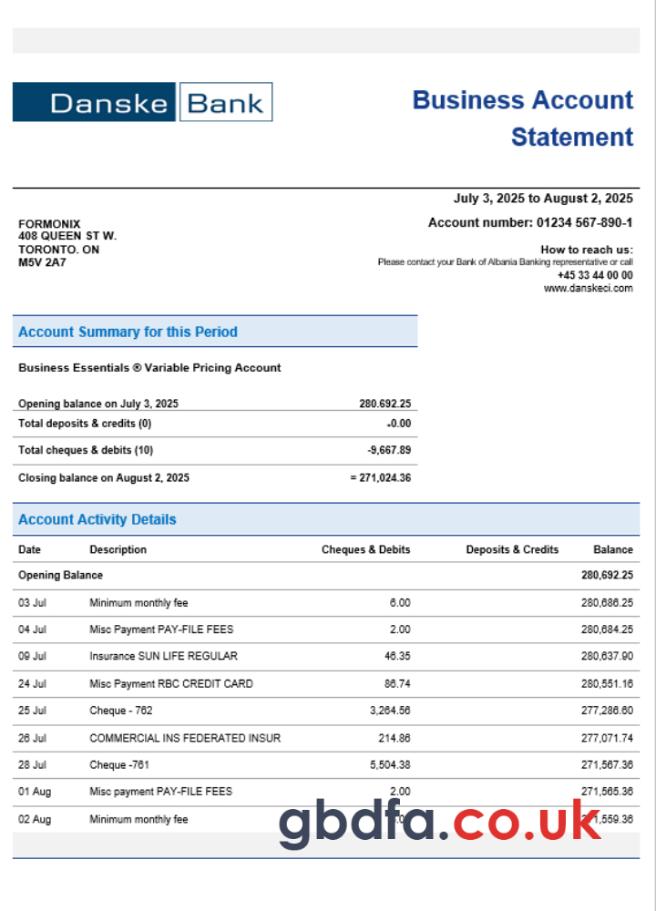 Danske Bank
Business Account
Statement
July 3, 2025 to August 2, 2025
FORMONIX
408 QUEEN ST W.
TORONTO. ON
M5V 2A7
Account number: 01234 567-890-1
How to reach us:
Please contact your Bank of Albania Banking representative or call
+45 33 44 00 00
www.danskeci.com
Account Summary for this Period
Business Essentials ® Variable Pricing Account
Opening balance on July 3, 2025 280.692.25
Total deposits & credits (0) -0.00
Total cheques & debits (10) -9,667.89
Closing balance on August 2, 2025 = 271,024.36
Account Activity Details
Date Description Cheques & Debits Deposits & Credits Balance
Opening Balance 280,692.25
03 Jul Minimum monthly fee 6.00 280,686.25
04 Jul Misc Payment PAY-FILE FEES 2.00 280,684.25
09 Jul Insurance SUN LIFE REGULAR 46.35 280,637.90
24 Jul Misc Payment RBC CREDIT CARD 86.74 280,551.16
25 Jul Cheque - 762 3,264.56 277,286.60
26 Jul COMMERCIAL INS FEDERATED INSUR 214.86 277,071.74
28 Jul Cheque -761 5,504.38 271,567.36
01 Aug Misc payment PAY-FILE FEES 2.00 271,565.36
02 Aug Minimum monthly fee
gbdfa.co.uk